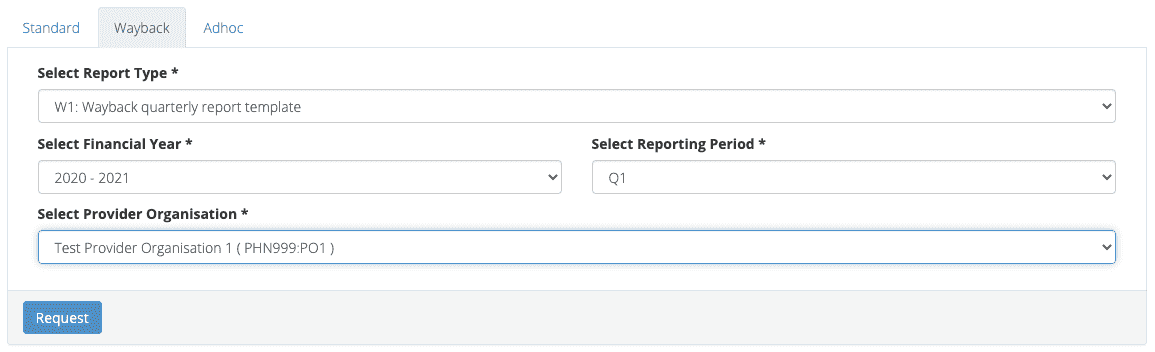 Standard Wayback Adhoc
Select Report Type *
W1: Wayback quarterly report template
Select Financial Year * Select Reporting Period *
2020 - 2021 Q1
Select Provider Organisation *
Test Provider Organisation 1 ( PHN999:PO1 )
Request